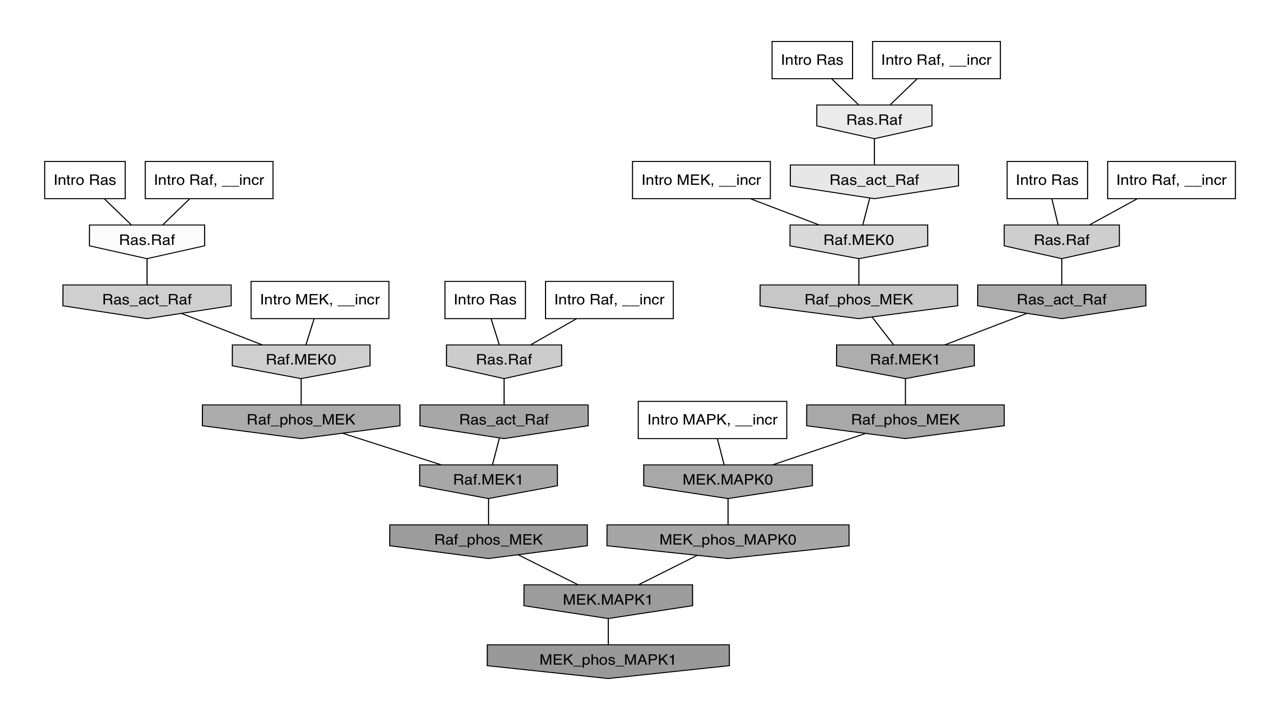 Intro Ras
Intro Raf, __incr
Ras.Raf
Intro Ras
Intro Raf, __incr
Intro MEK, __incr
Ras_act_Raf
Intro Ras
Intro Raf, __incr
Ras.Raf
Raf.MEK0
Ras.Raf
Ras_act_Raf
Intro MEK, __incr
Intro Ras
Intro Raf, __incr
Raf_phos_MEK
Ras_act_Raf
Raf.MEK0
Ras.Raf
Raf.MEK1
Raf_phos_MEK
Ras_act_Raf
Intro MAPK, __incr
Raf_phos_MEK
Raf.MEK1
MEK.MAPK0
Raf_phos_MEK
MEK_phos_MAPK0
MEK.MAPK1
MEK_phos_MAPK1